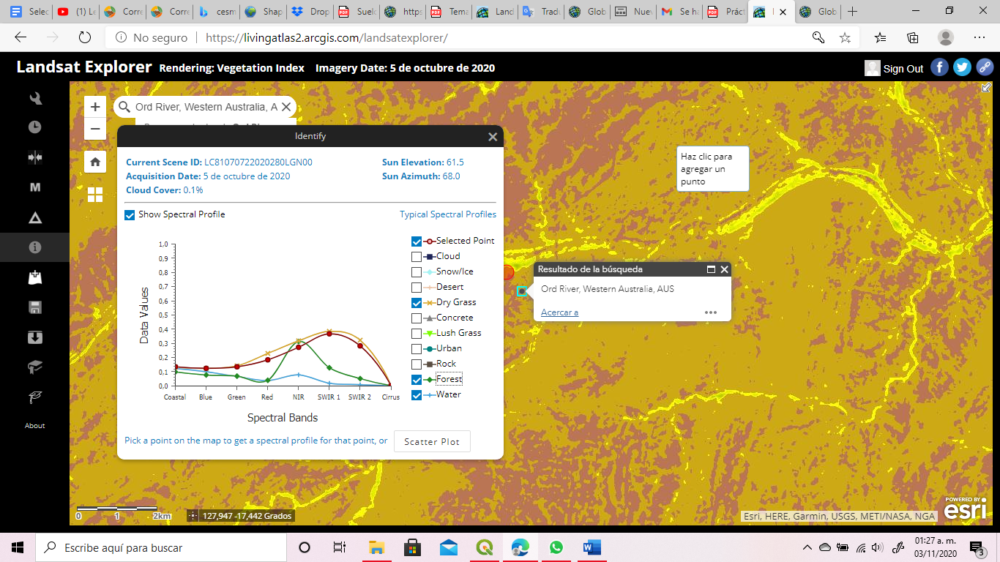 Selec
(1) Le
Corre
Corre
cesm
Shap
Drop
Suelo
https
Tema
Land
Tradu
Glob
Nuev
Se ha
Práct
Glob
No seguro
https://livingatlas2.arcgis.com/landsatexplorer/
Landsat Explorer Rendering: Vegetation Index Imagery Date: 5 de octubre de 2020
Sign Out
+
Ord River, Western Australia, A
−
Identify
Current Scene ID: LC81070722020280LGN00
Sun Elevation: 61.5
Acquisition Date: 5 de octubre de 2020
Sun Azimuth: 68.0
Cloud Cover: 0.1%
Show Spectral Profile
Typical Spectral Profiles
1,0
0,9
0,8
0,7
0,6
0,5
0,4
0,3
0,2
0,1
0,0
Data Values
Coastal Blue Green Red NIR SWIR 1 SWIR 2 Cirrus
Spectral Bands
Selected Point
Cloud
Snow/Ice
Desert
Dry Grass
Concrete
Lush Grass
Urban
Rock
Forest
Water
Pick a point on the map to get a spectral profile for that point, or
Scatter Plot
M
About
Haz clic para
agregar un
punto
Resultado de la búsqueda
Ord River, Western Australia, AUS
Acercar a
0 1 2km
127,947 -17,442 Grados
Esri, HERE, Garmin, USGS, METI/NASA, NGA
POWERED BY
esri
Escribe aquí para buscar
01:27 a. m.
03/11/2020
3